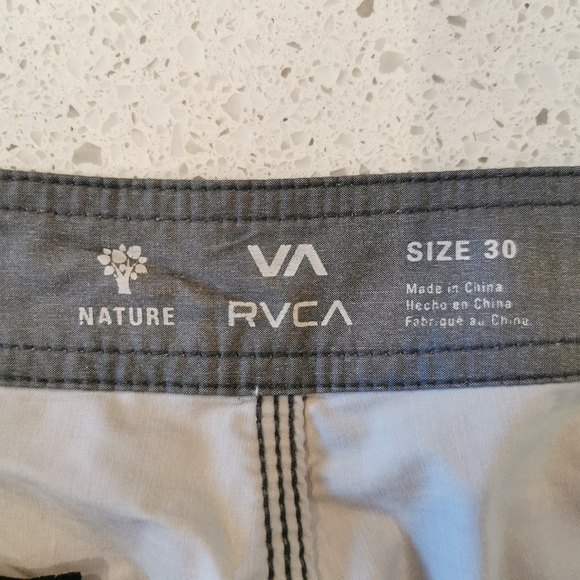 NATURE
VA
RVCA
SIZE 30
Made in China
Hecho en China
Fabriqué au Chine